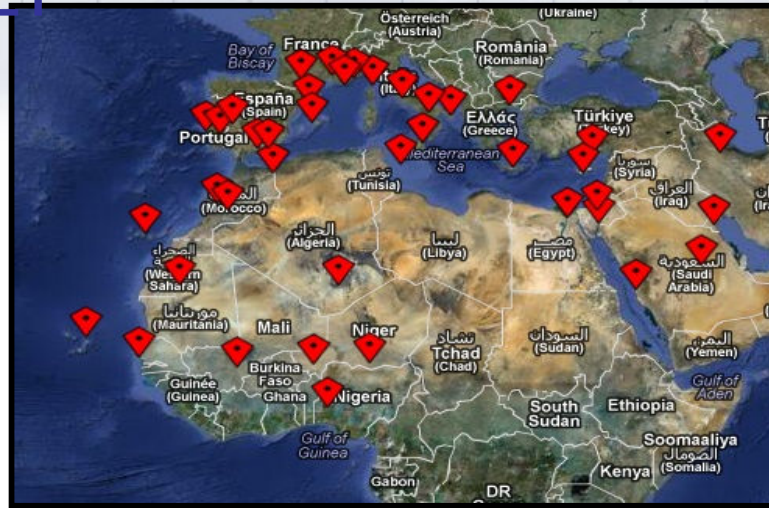 Österreich
(Austria)
(Ukraine)
Bay of
Biscay
France
România
(Romania)
España
(Spain)
Portugal
(Italy)
Ελλάς
(Greece)
Türkiye
Mediterranean
Sea
تونس
(Tunisia)
سوريا
(Syria)
العراق
(Iraq)
(Morocco)
الجزائر
(Algeria)
ليبيا
(Libya)
مصر
(Egypt)
الصحراء
(Western
Sahara)
السعودية
(Saudi
Arabia)
موريتانيا
(Mauritania)
Mali
Niger
تشاد
Tchad
(Chad)
السودان
(Sudan)
اليمن
(Yemen)
Burkina
Faso
Guinée
(Guinea)
Ghana
Nigeria
Gulf of
Aden
South
Sudan
Ethiopia
Gulf of
Guinea
Soomaaliya
الصومال
(Somalia)
Gabon
Kenya
DR